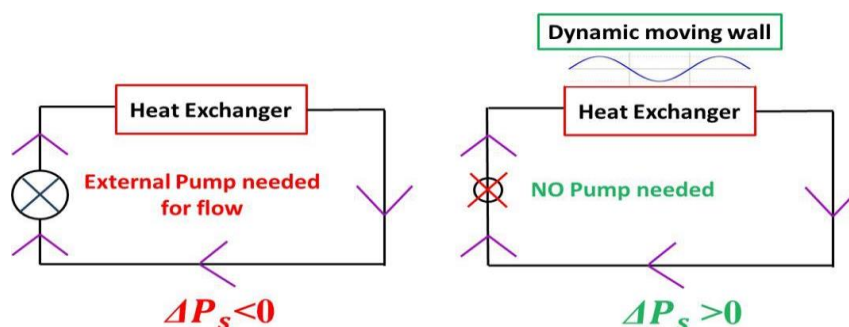 Dynamic moving wall
Heat Exchanger
External Pump needed
for flow
ΔPₛ<0
Heat Exchanger
NO Pump needed
ΔPₛ >0